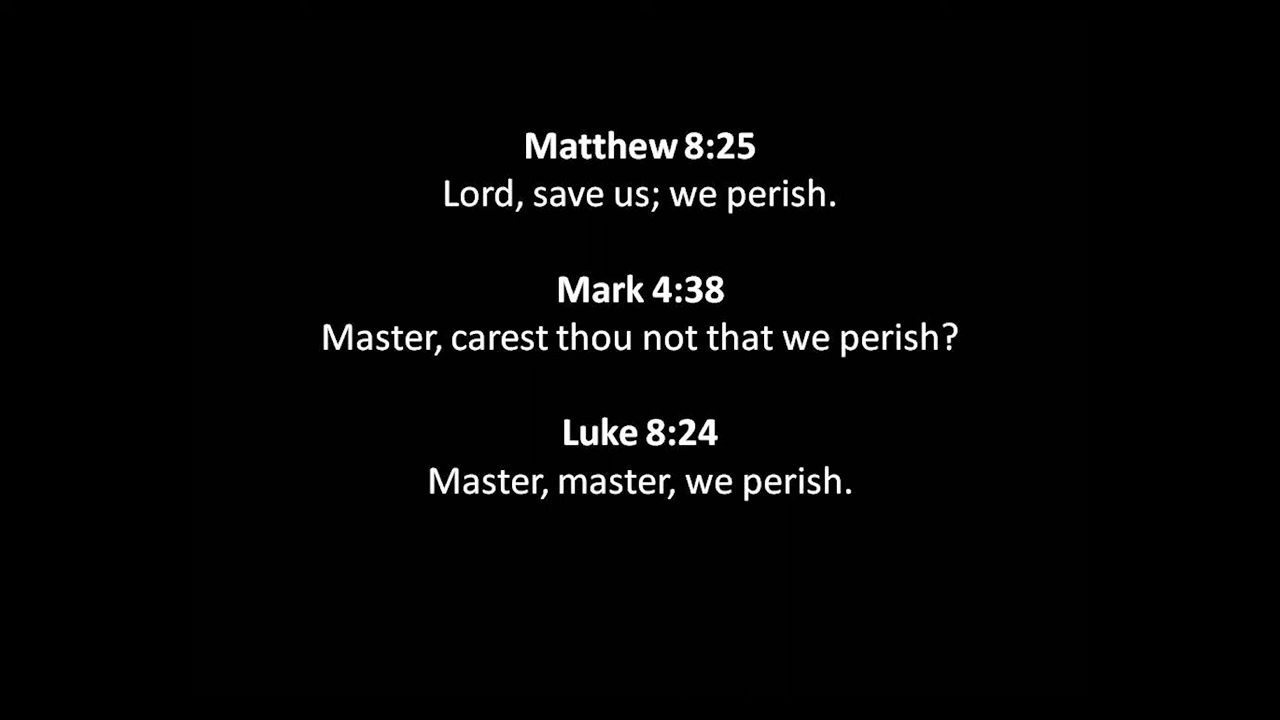 Matthew 8:25
Lord, save us; we perish.
Mark 4:38
Master, carest thou not that we perish?
Luke 8:24
Master, master, we perish.